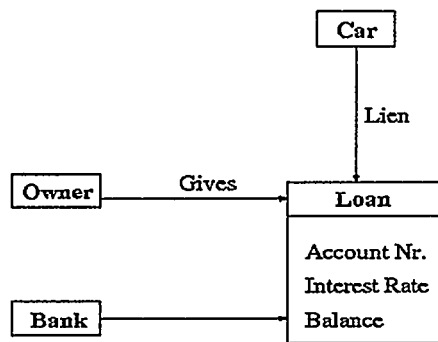 Car
Lien
Gives
Owner
Loan
Account Nr.
Interest Rate
Bank
Balance